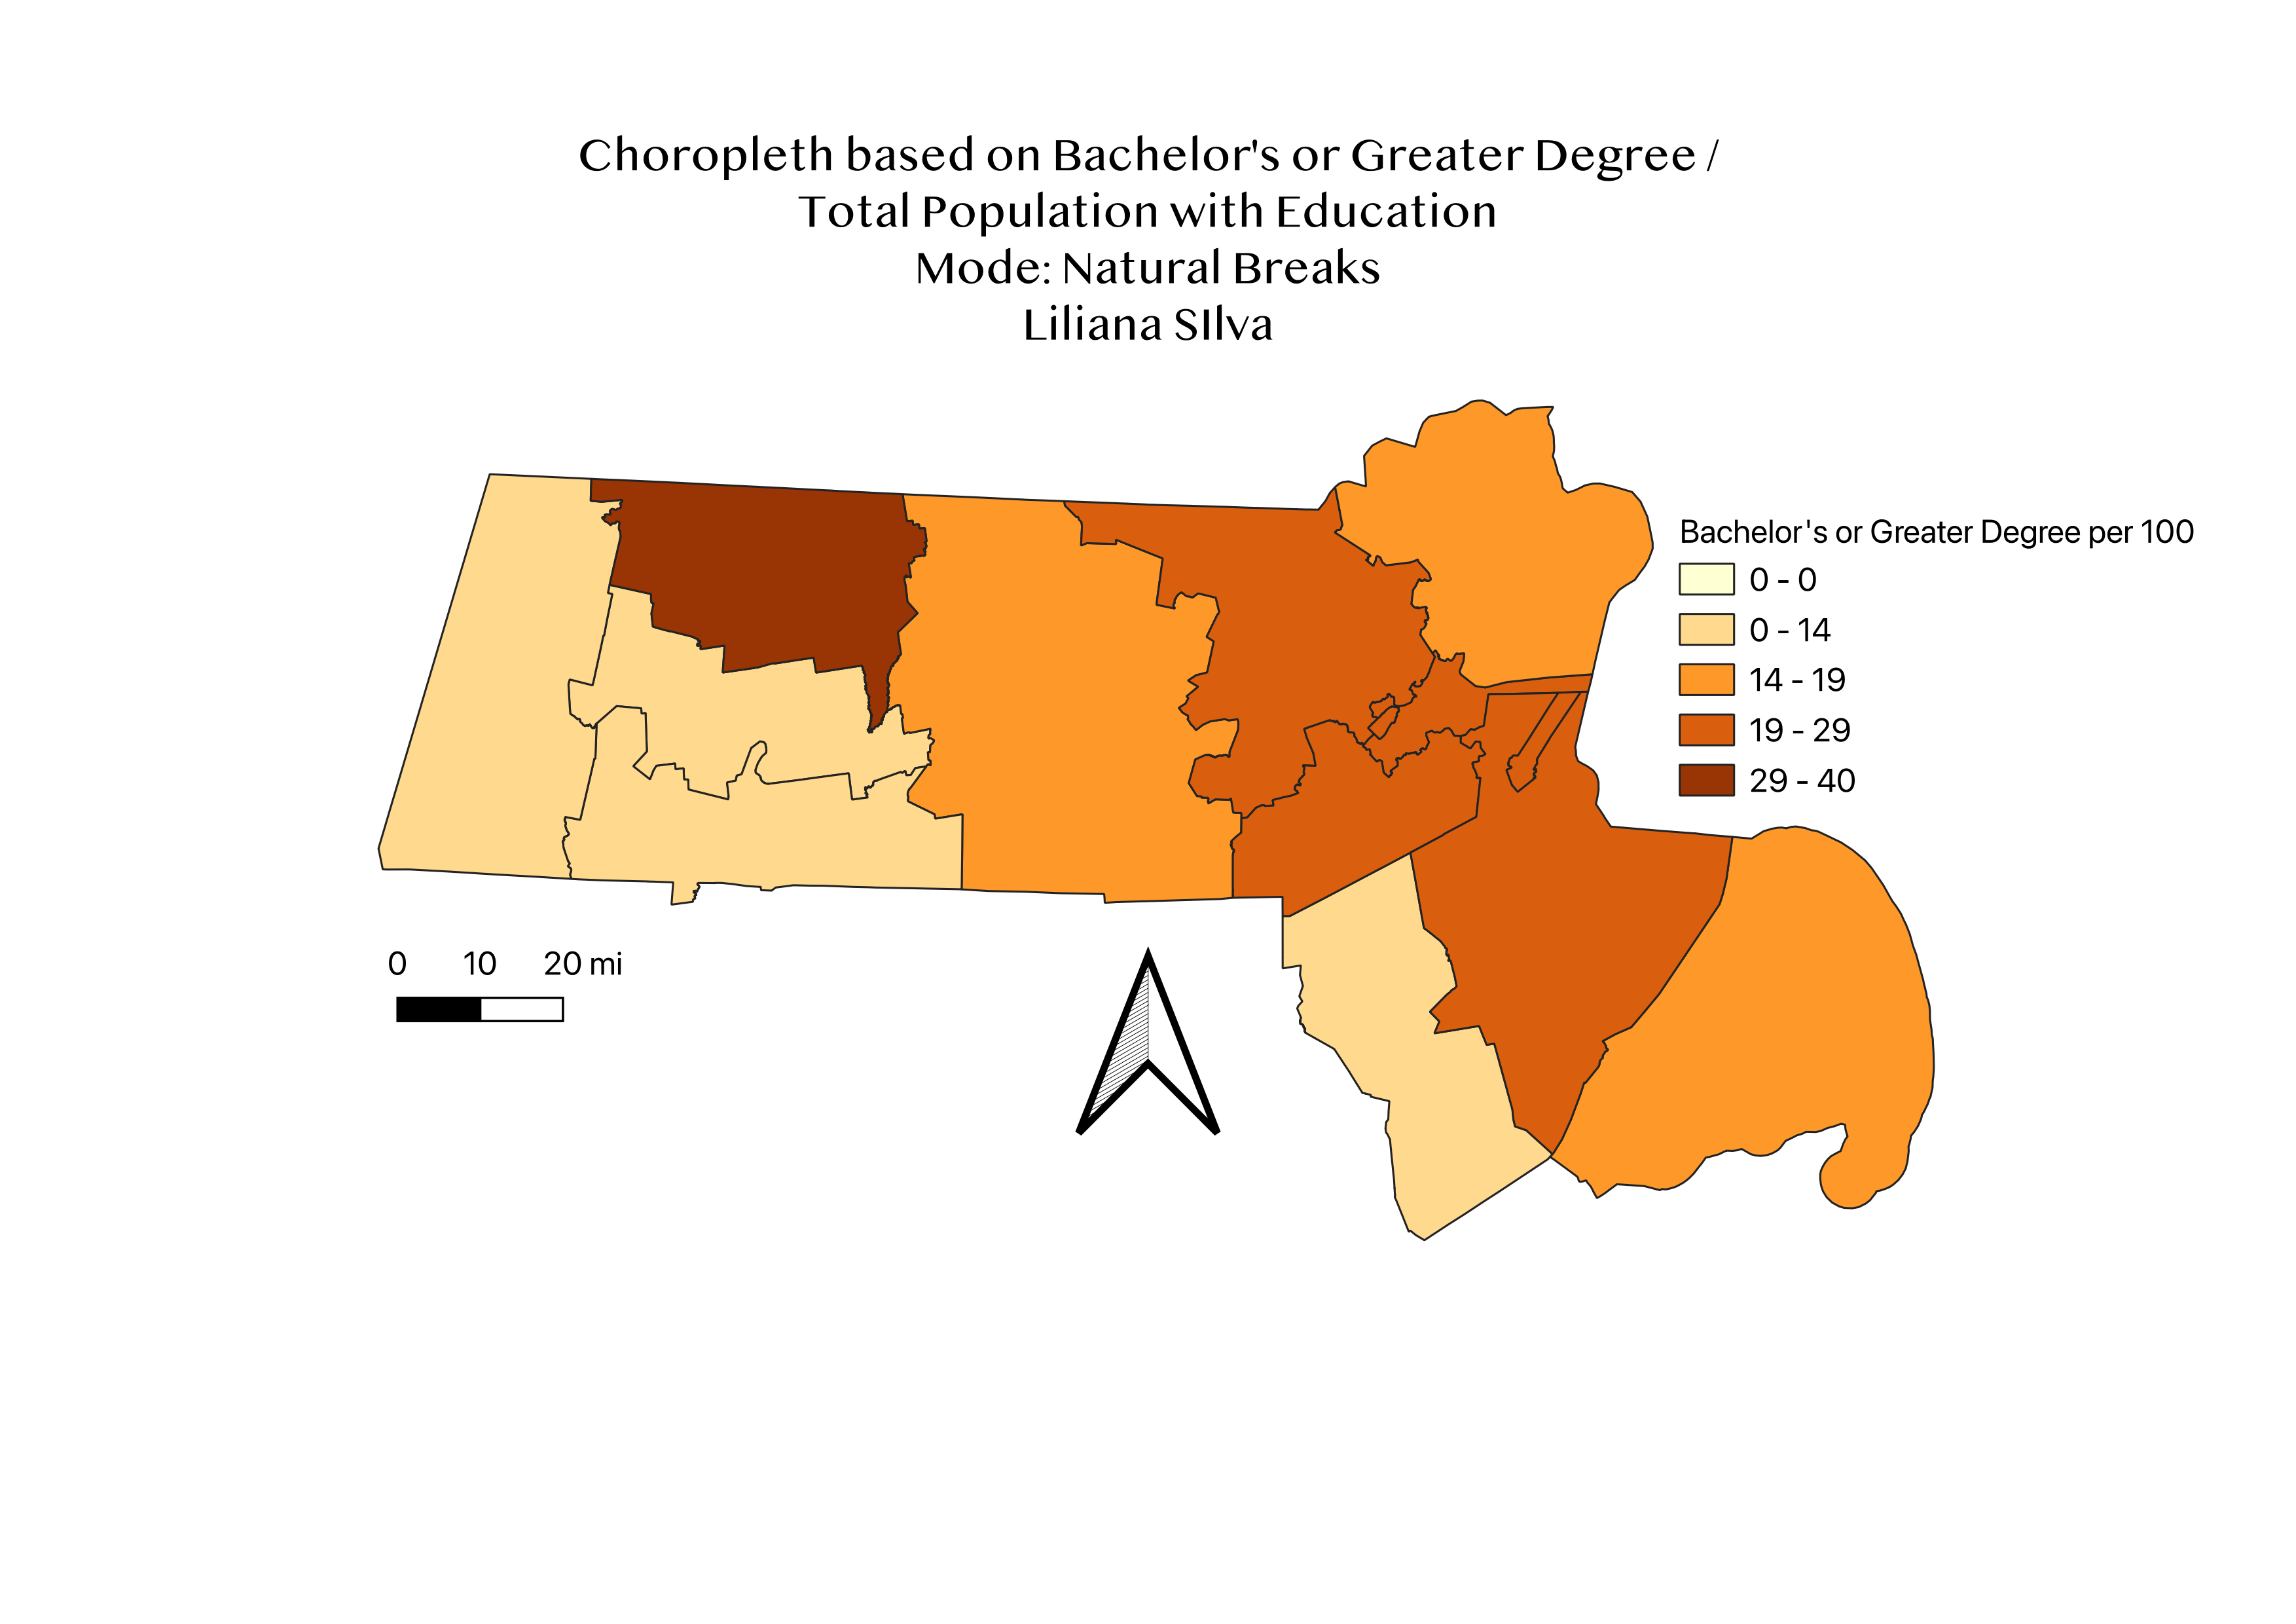 Choropleth based on Bachelor's or Greater Degree /
Total Population with Education
Mode: Natural Breaks
Liliana SIlva
Bachelor's or Greater Degree per 100
0 - 0
0 - 14
14 - 19
19 - 29
29 - 40
0 10 20 mi